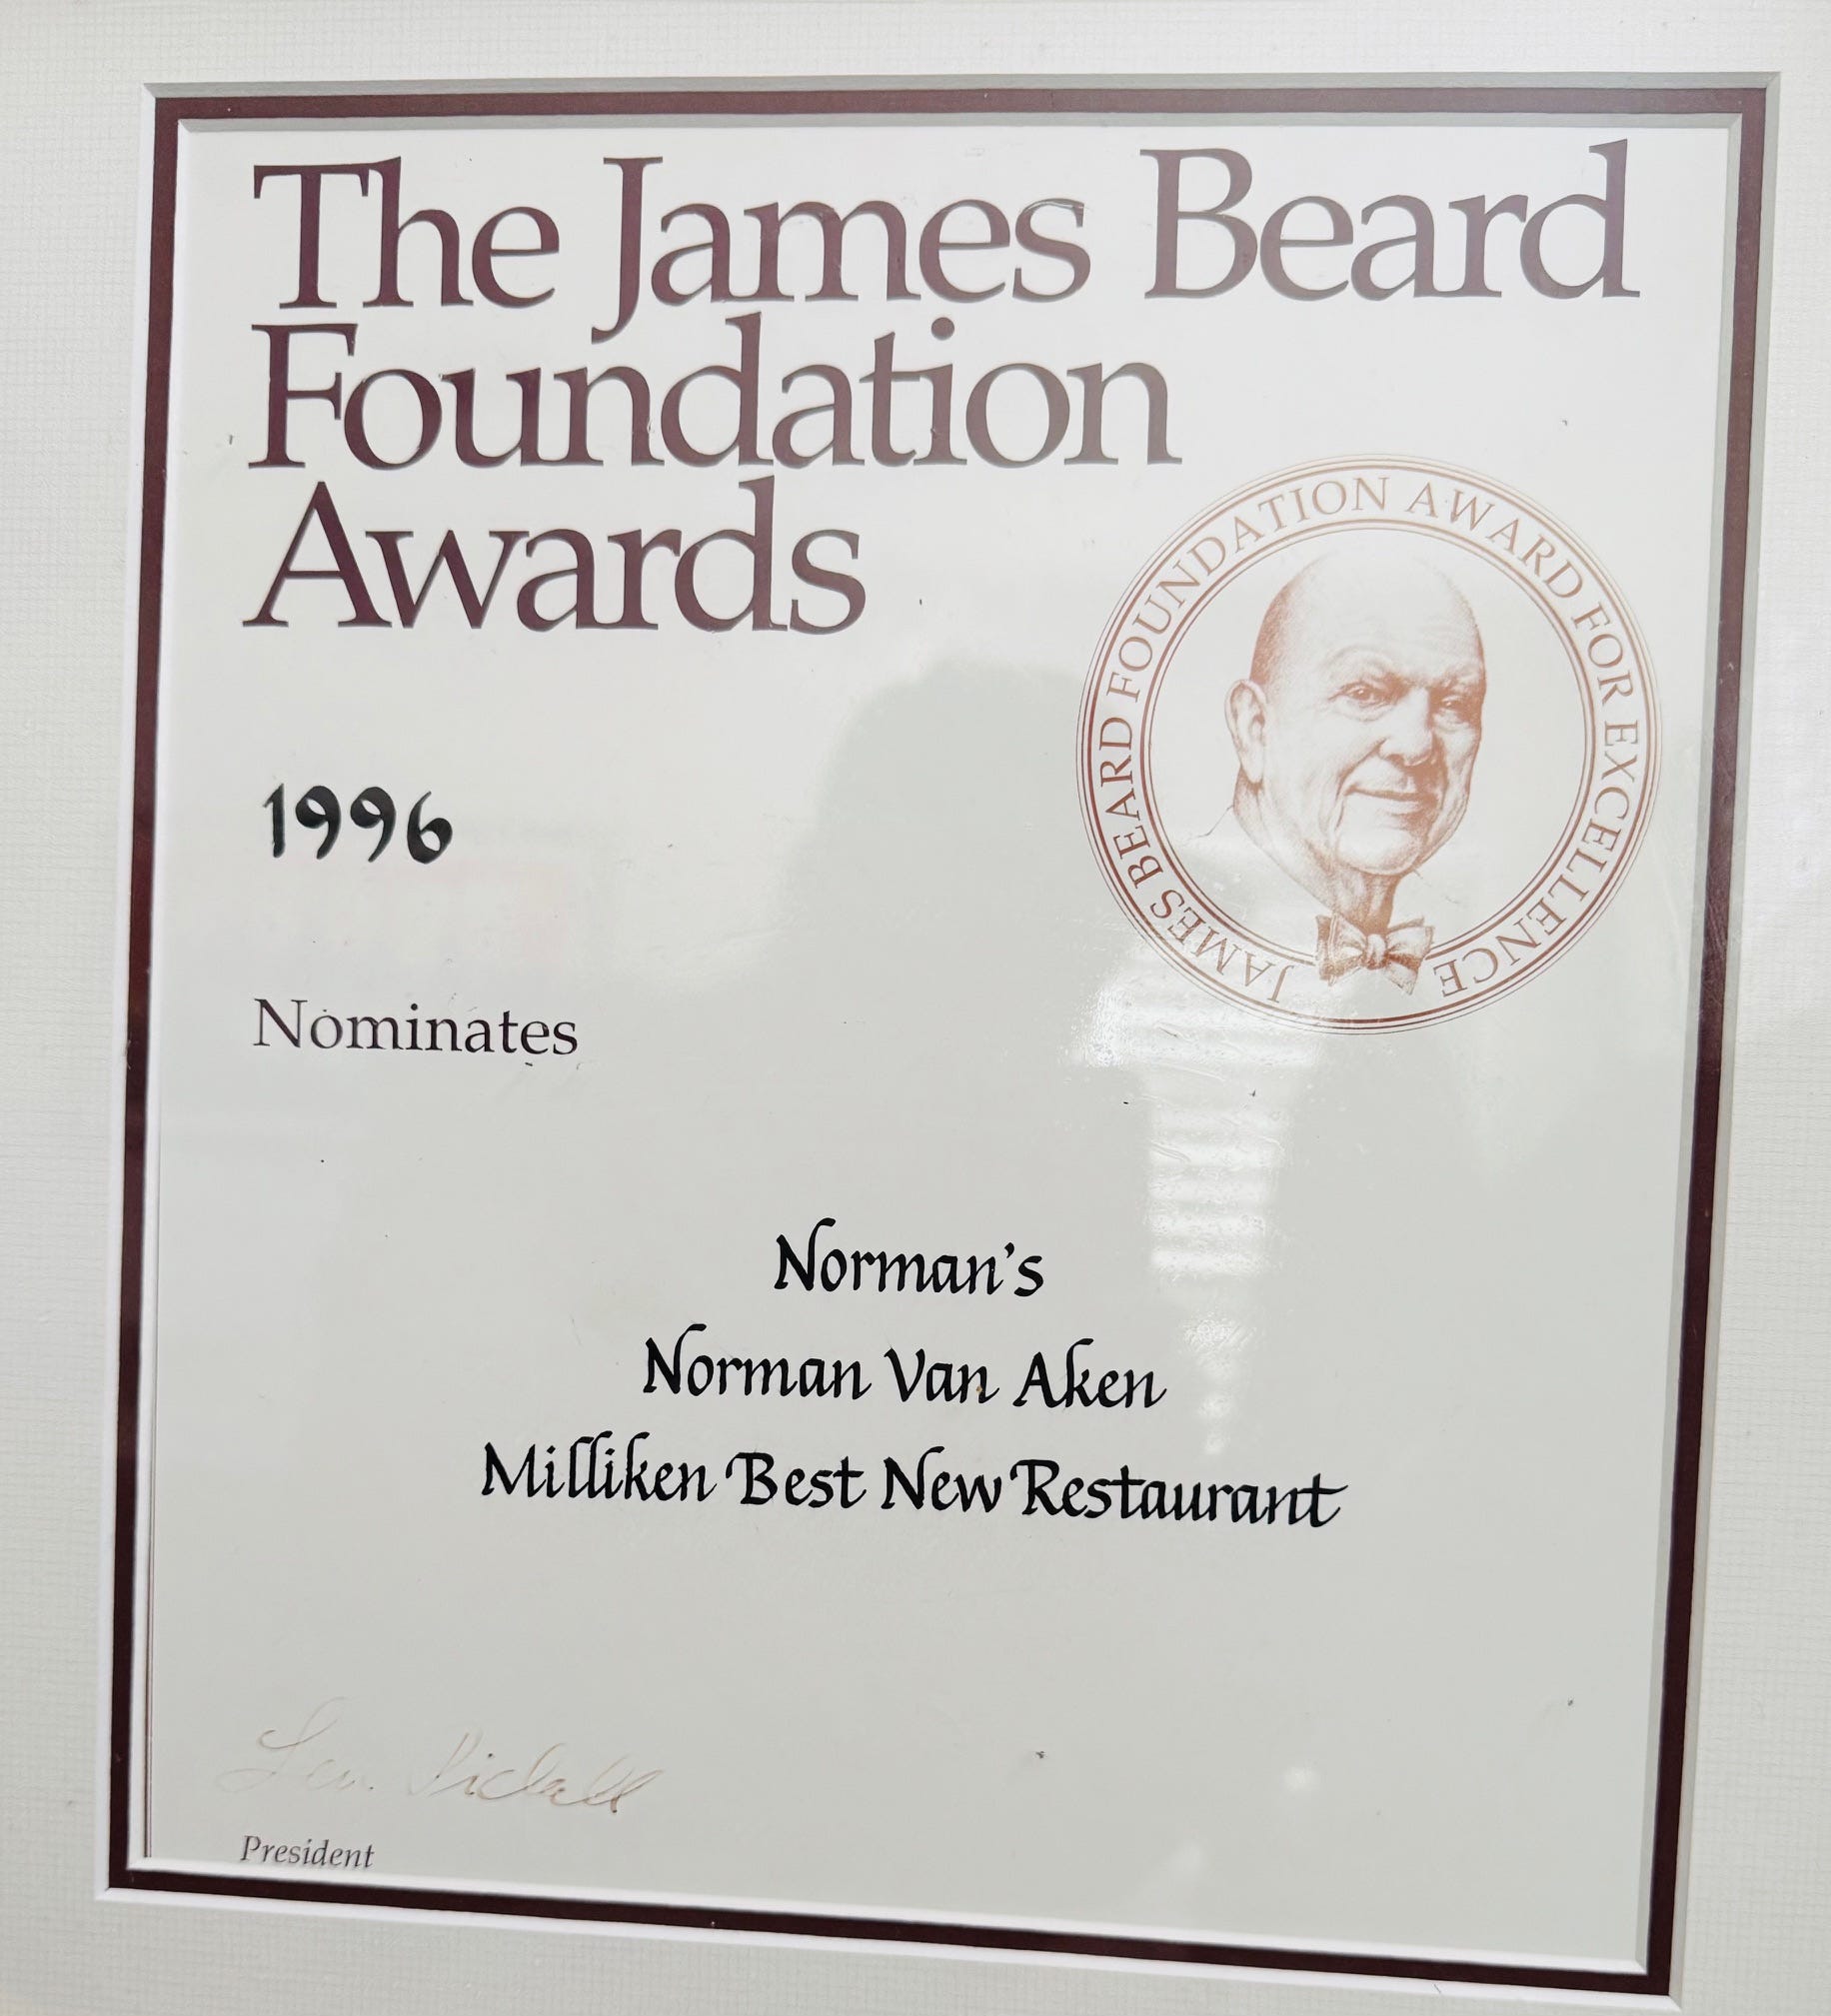 The James Beard
Foundation
Awards
JAMES BEARD FOUNDATION AWARD FOR EXCELLENCE
1996
Nominates
Norman's
Norman Van Aken
Milliken Best New Restaurant
President